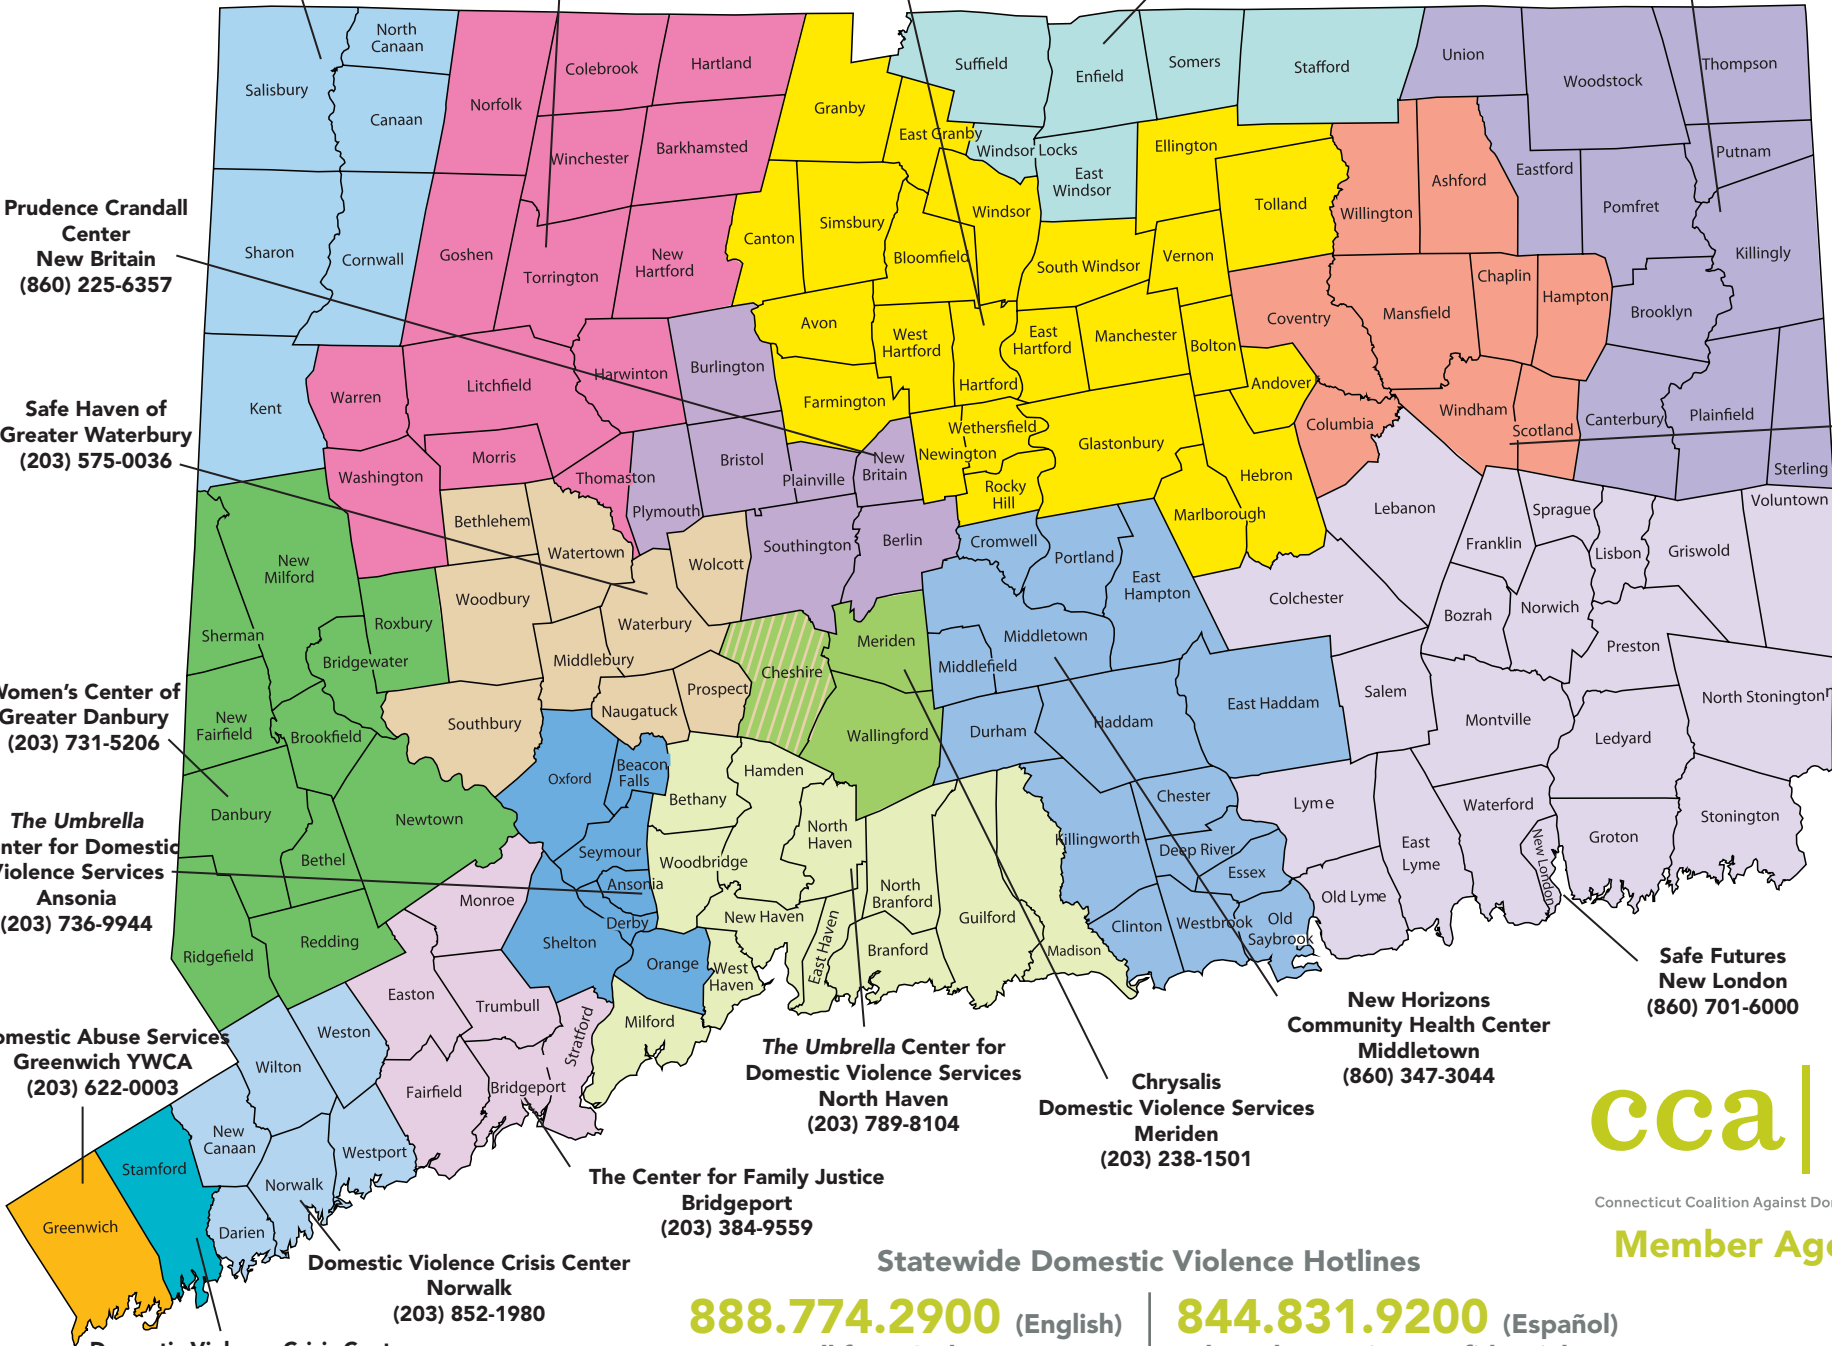 North
Canaan
Salisbury
Canaan
Norfolk
Colebrook
Hartland
Winchester
Barkhamsted
Granby
East Granby
Suffield
Enfield
Somers
Stafford
Union
Woodstock
Thompson
Windsor Locks
East
Windsor
Ellington
Tolland
Willington
Ashford
Eastford
Putnam
Pomfret
Killingly
Sharon
Cornwall
Goshen
Torrington
New
Hartford
Canton
Simsbury
Bloomfield
Windsor
South Windsor
Vernon
Prudence Crandall
Center
New Britain
(860) 225-6357
Avon
West
Hartford
East
Hartford
Manchester
Bolton
Coventry
Mansfield
Chaplin
Hampton
Brooklyn
Kent
Warren
Litchfield
Harwinton
Burlington
Farmington
Hartford
Andover
Columbia
Windham
Scotland
Canterbury
Plainfield
Sterling
Safe Haven of
Greater Waterbury
(203) 575-0036
Washington
Morris
Thomaston
Plymouth
Bristol
Plainville
New
Britain
Newington
Wethersfield
Rocky
Hill
Glastonbury
Hebron
Marlborough
Lebanon
Franklin
Sprague
Lisbon
Griswold
Voluntown
New
Milford
Bethlehem
Watertown
Wolcott
Southington
Berlin
Cromwell
Portland
East
Hampton
Colchester
Bozrah
Norwich
Preston
Sherman
Roxbury
Bridgewater
Woodbury
Waterbury
Middlebury
Cheshire
Meriden
Middletown
Middlefield
Women's Center of
Greater Danbury
(203) 731-5206
New
Fairfield
Brookfield
Southbury
Naugatuck
Prospect
Wallingford
Durham
Haddam
East Haddam
Salem
Montville
Ledyard
North Stonington
Danbury
Bethel
Newtown
Oxford
Beacon
Falls
Bethany
Hamden
North
Haven
Killingworth
Chester
Deep River
Essex
Lyme
East
Lyme
Waterford
New London
Groton
Stonington
The Umbrella
nter for Domestic
Violence Services
Ansonia
(203) 736-9944
Ridgefield
Redding
Monroe
Seymour
Ansonia
Derby
Shelton
Orange
Woodbridge
New Haven
West
Haven
East Haven
North
Branford
Branford
Guilford
Madison
Clinton
Westbrook
Old
Saybrook
Old Lyme
Safe Futures
New London
(860) 701-6000
omestic Abuse Services
Greenwich YWCA
(203) 622-0003
Wilton
Weston
Easton
Trumbull
Stratford
Milford
Fairfield
Bridgeport
The Umbrella Center for
Domestic Violence Services
North Haven
(203) 789-8104
Chrysalis
Domestic Violence Services
Meriden
(203) 238-1501
New Horizons
Community Health Center
Middletown
(860) 347-3044
cca
Connecticut Coalition Against Do
Member Age
New
Canaan
Stamford
Westport
Norwalk
Darien
Greenwich
The Center for Family Justice
Bridgeport
(203) 384-9559
Domestic Violence Crisis Center
Norwalk
(203) 852-1980
Statewide Domestic Violence Hotlines
888.774.2900 (English)
844.831.9200 (Español)